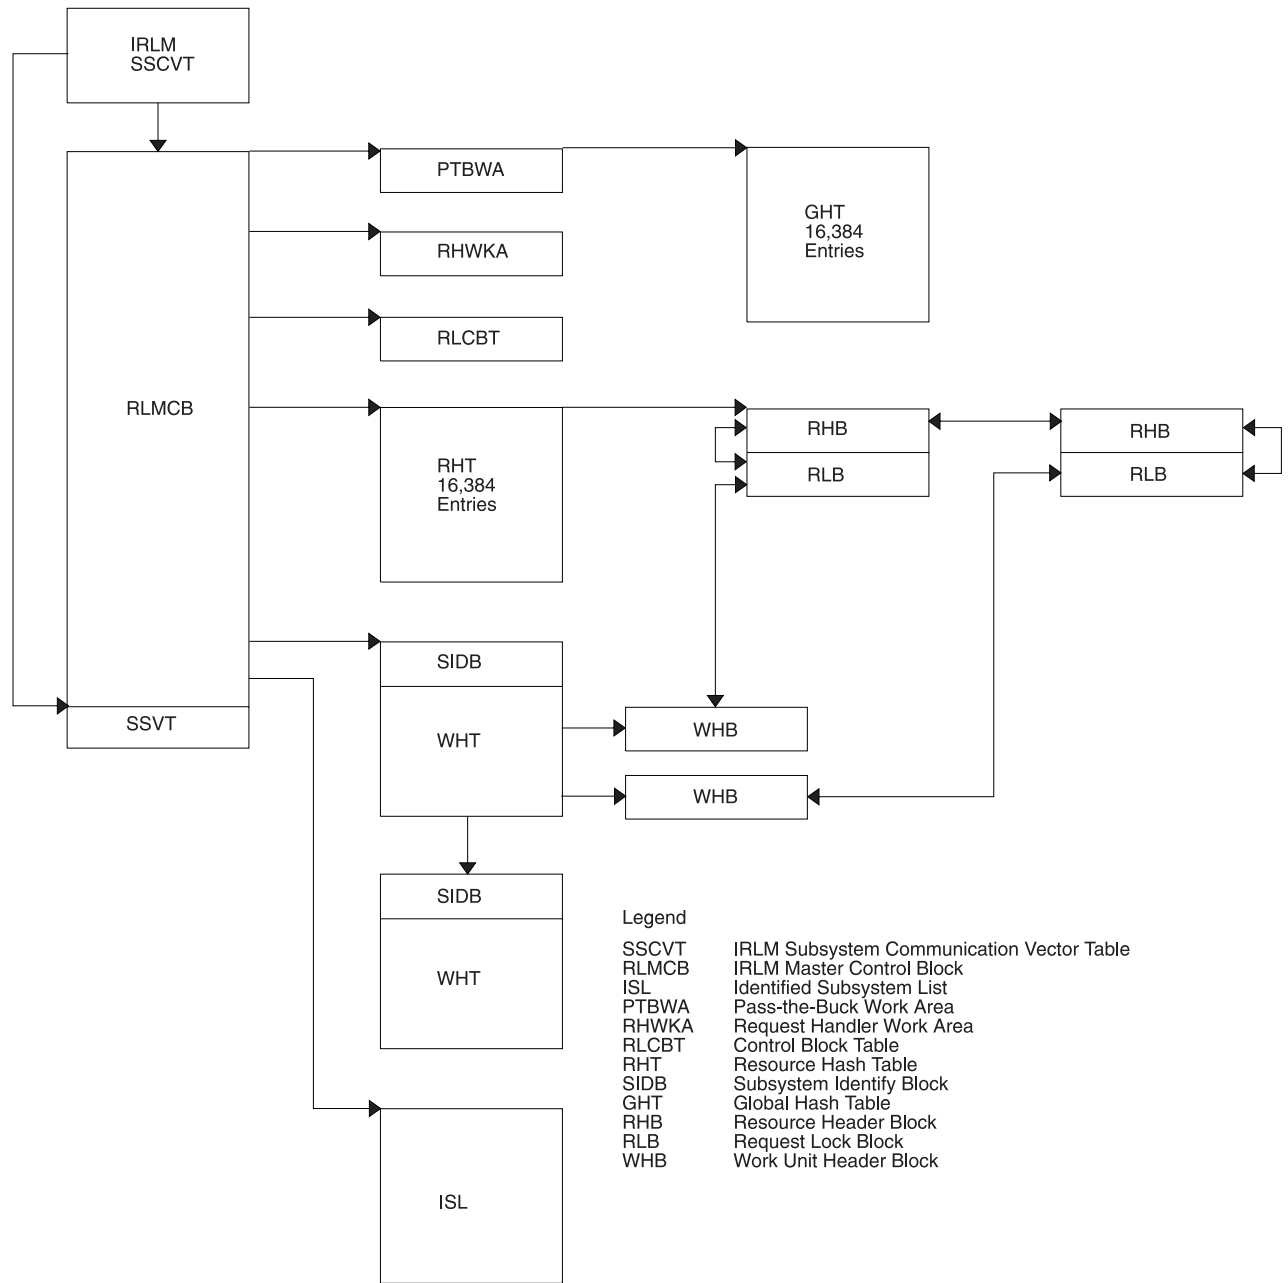 IRLM
SSCVT
PTBWA
GHT
16,384
Entries
RHWKA
RLCBT
RLMCB
RHB
RHB
RHT
16,384
Entries
RLB
RLB
SIDB
SSVT
WHT
WHB
WHB
SIDB
WHT
Legend
SSCVT IRLM Subsystem Communication Vector Table
RLMCB IRLM Master Control Block
ISL Identified Subsystem List
PTBWA Pass-the-Buck Work Area
RHWKA Request Handler Work Area
RLCBT Control Block Table
RHT Resource Hash Table
SIDB Subsystem Identify Block
GHT Global Hash Table
RHB Resource Header Block
RLB Request Lock Block
WHB Work Unit Header Block
ISL